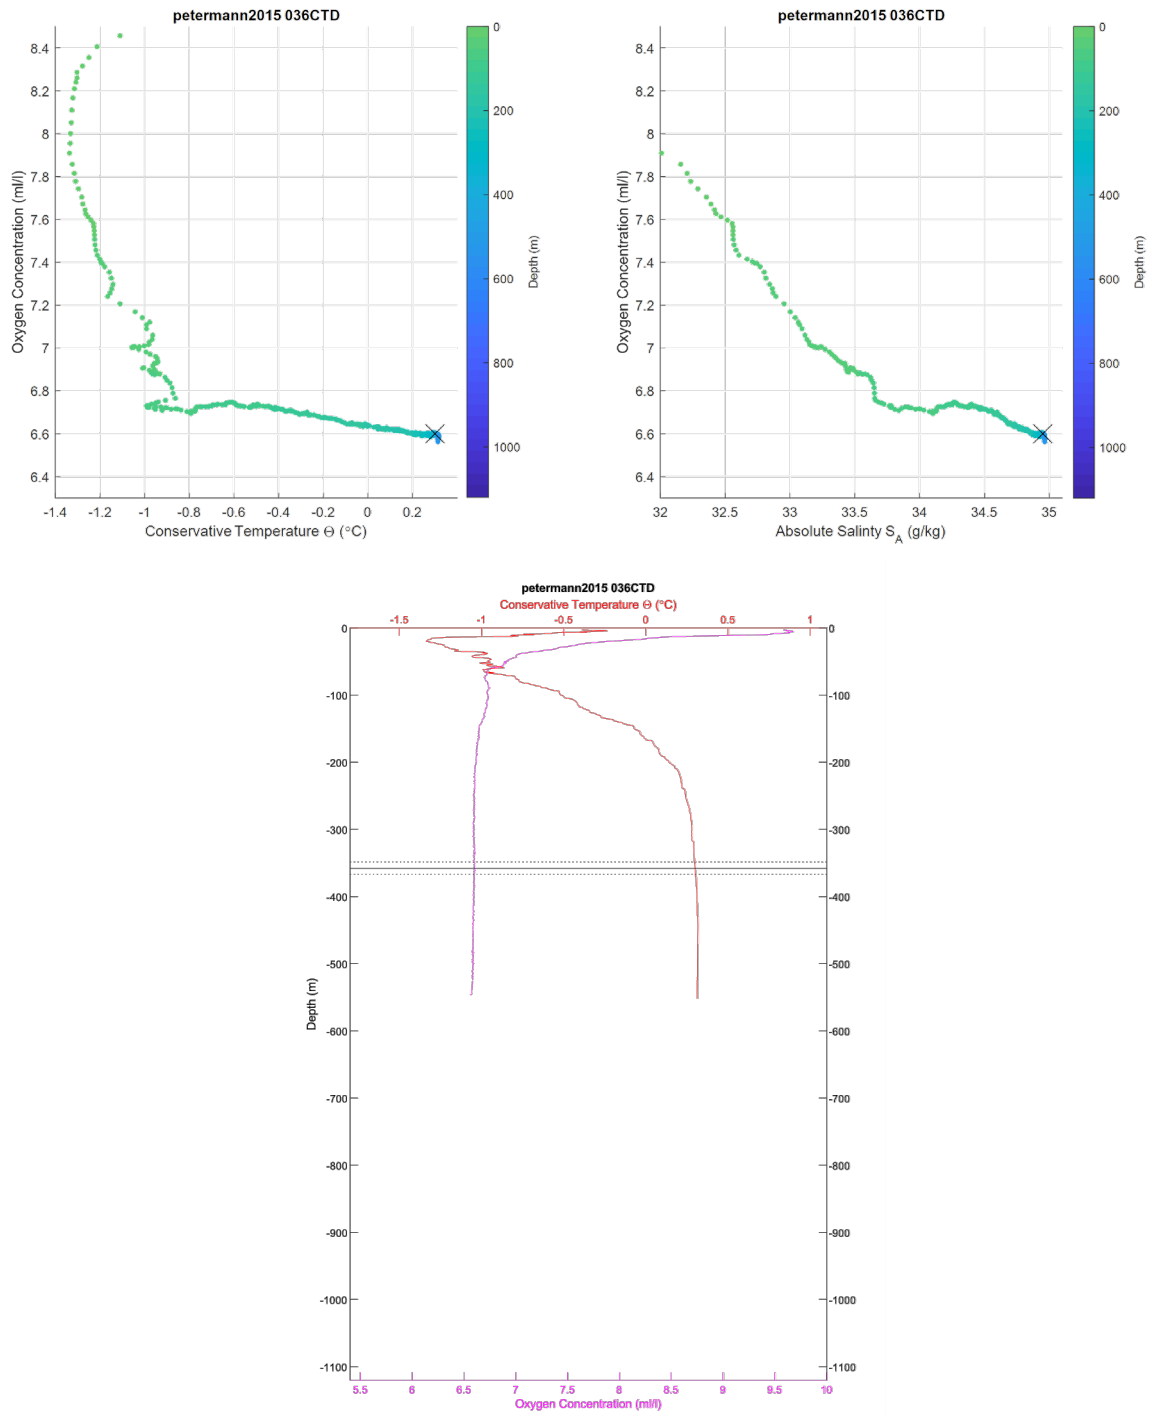 petermann2015 036CTD
8.4
8.2
8
7.8
7.6
7.4
7.2
7
6.8
6.6
6.4
Oxygen Concentration (ml/l)
-1.4 -1.2 -1 -0.8 -0.6 -0.4 -0.2 0 0.2
Conservative Temperature Θ (°C)
0
200
400
600
800
1000
Depth (m)
petermann2015 036CTD
8.4
8.2
8
7.8
7.6
7.4
7.2
7
6.8
6.6
6.4
Oxygen Concentration (ml/l)
32 32.5 33 33.5 34 34.5 35
Absolute Salinty S_A (g/kg)
0
200
400
600
800
1000
Depth (m)
petermann2015 036CTD
Conservative Temperature Θ (°C)
-1.5 -1 -0.5 0 0.5 1
0 0
-100 -100
-200 -200
-300 -300
-400 -400
-500 -500
-600 -600
-700 -700
-800 -800
-900 -900
-1000 -1000
-1100 -1100
Depth (m)
5.5 6 6.5 7 7.5 8 8.5 9 9.5 10
Oxygen Concentration (ml/l)